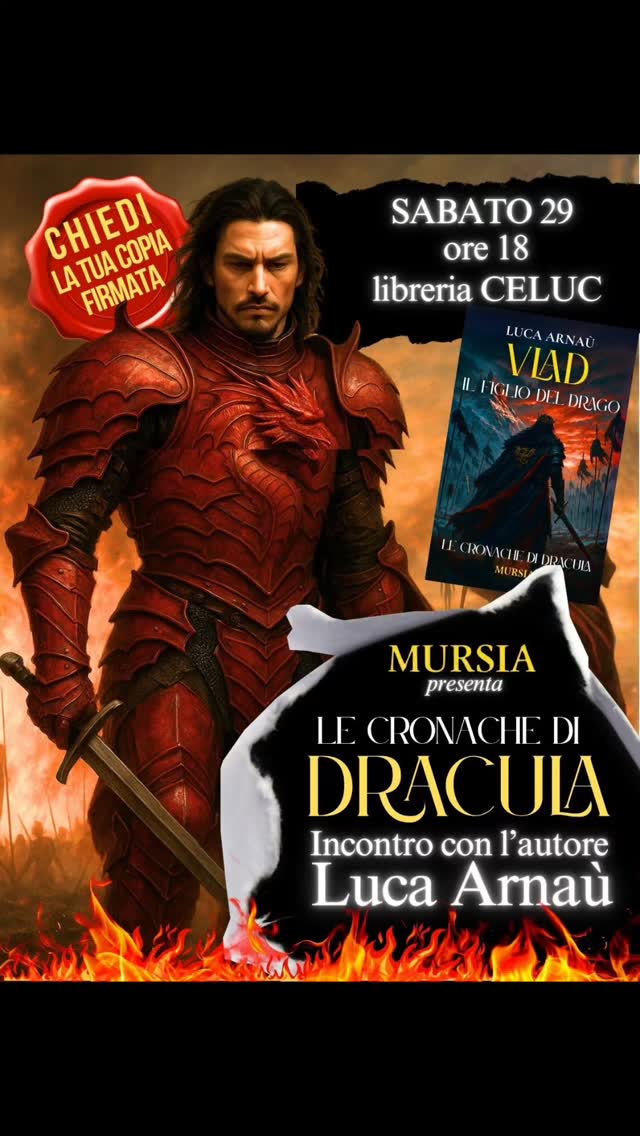 CHIEDI
LA TUA COPIA
FIRMATA
SABATO 29
ore 18
libreria CELUC
LUCA ARNAÙ
VLAD
IL FIGLIO DEL DRAGO
LE CRONACHE DI DRACULA
MURSIA
MURSIA
presenta
LE CRONACHE DI
DRACULA
Incontro con l'autore
Luca Arnaù